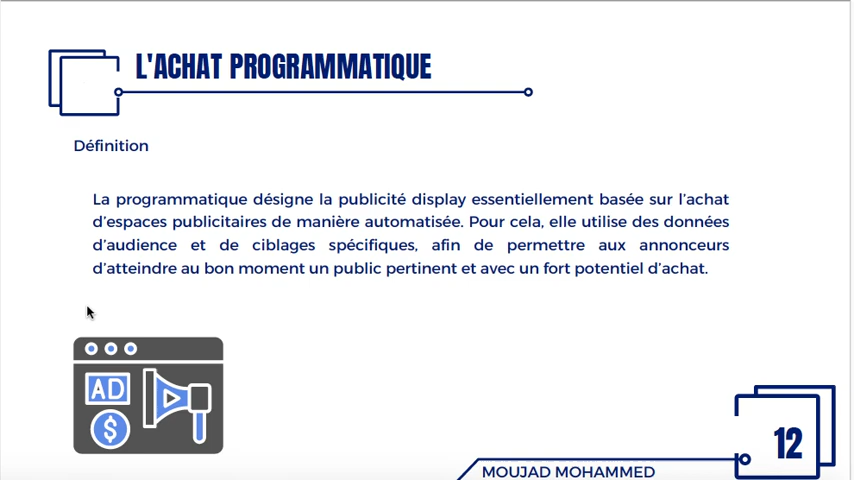 L'ACHAT PROGRAMMATIQUE
Définition
La programmatique désigne la publicité display essentiellement basée sur l’achat
d’espaces publicitaires de manière automatisée. Pour cela, elle utilise des données
d’audience et de ciblages spécifiques, afin de permettre aux annonceurs
d’atteindre au bon moment un public pertinent et avec un fort potentiel d’achat.
AD
$
12
MOUJAD MOHAMMED